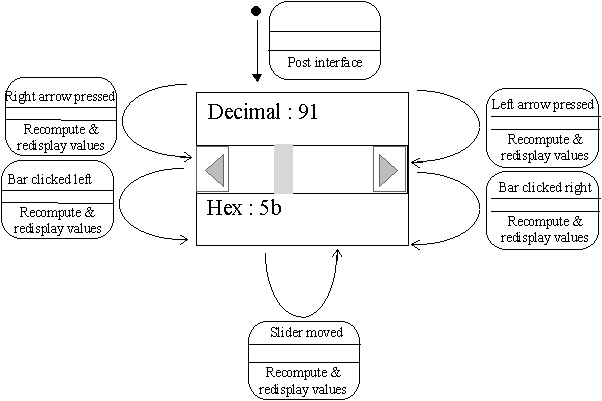 Post interface
Right arrow pressed
Recompute &
redisplay values
Decimal : 91
Left arrow pressed
Recompute &
redisplay values
Bar clicked left
Recompute &
redisplay values
Hex : 5b
Bar clicked right
Recompute &
redisplay values
Slider moved
Recompute &
redisplay values